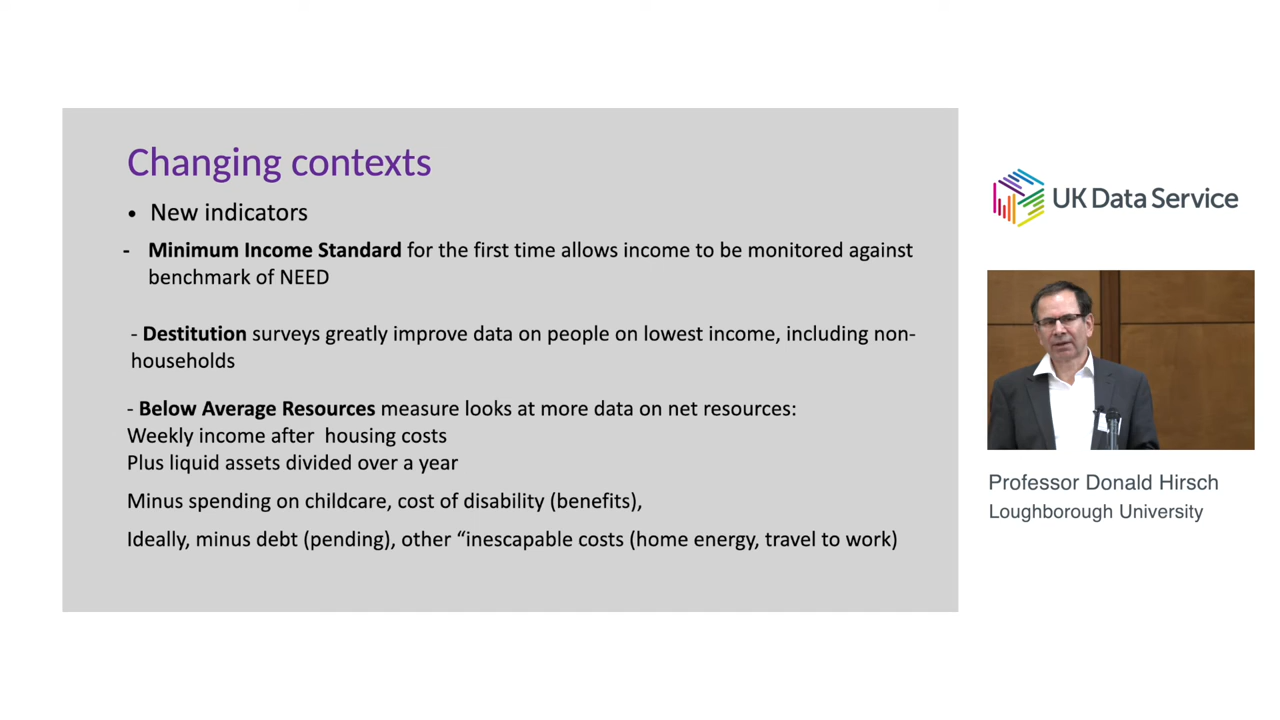 Changing contexts
• New indicators
- Minimum Income Standard for the first time allows income to be monitored against
benchmark of NEED
- Destitution surveys greatly improve data on people on lowest income, including non-
households
- Below Average Resources measure looks at more data on net resources:
Weekly income after housing costs
Plus liquid assets divided over a year
Minus spending on childcare, cost of disability (benefits),
Ideally, minus debt (pending), other “inescapable costs (home energy, travel to work)
UK Data Service
Professor Donald Hirsch
Loughborough University